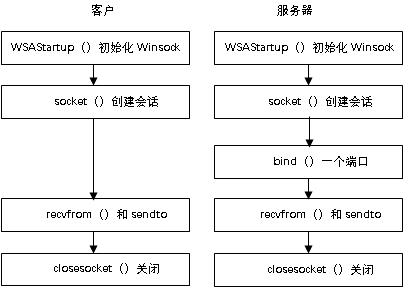 客户 服务器
WSAStartup（）初始化 Winsock WSAStartup（）初始化 Winsock
socket（）创建会话 socket（）创建会话
bind（）一个端口
recvfrom（）和 sendto recvfrom（）和 sendto
closesocket（）关闭 closesocket（）关闭